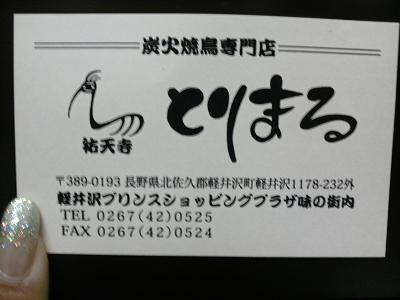 炭火焼鳥専門店
とりまる
祐天寺
〒389-0193 長野県北佐久郡軽井沢町軽井沢1178-232外
軽井沢プリンスショッピングプラザ味の街内
TEL 0267(42)0525
FAX 0267(42)0524